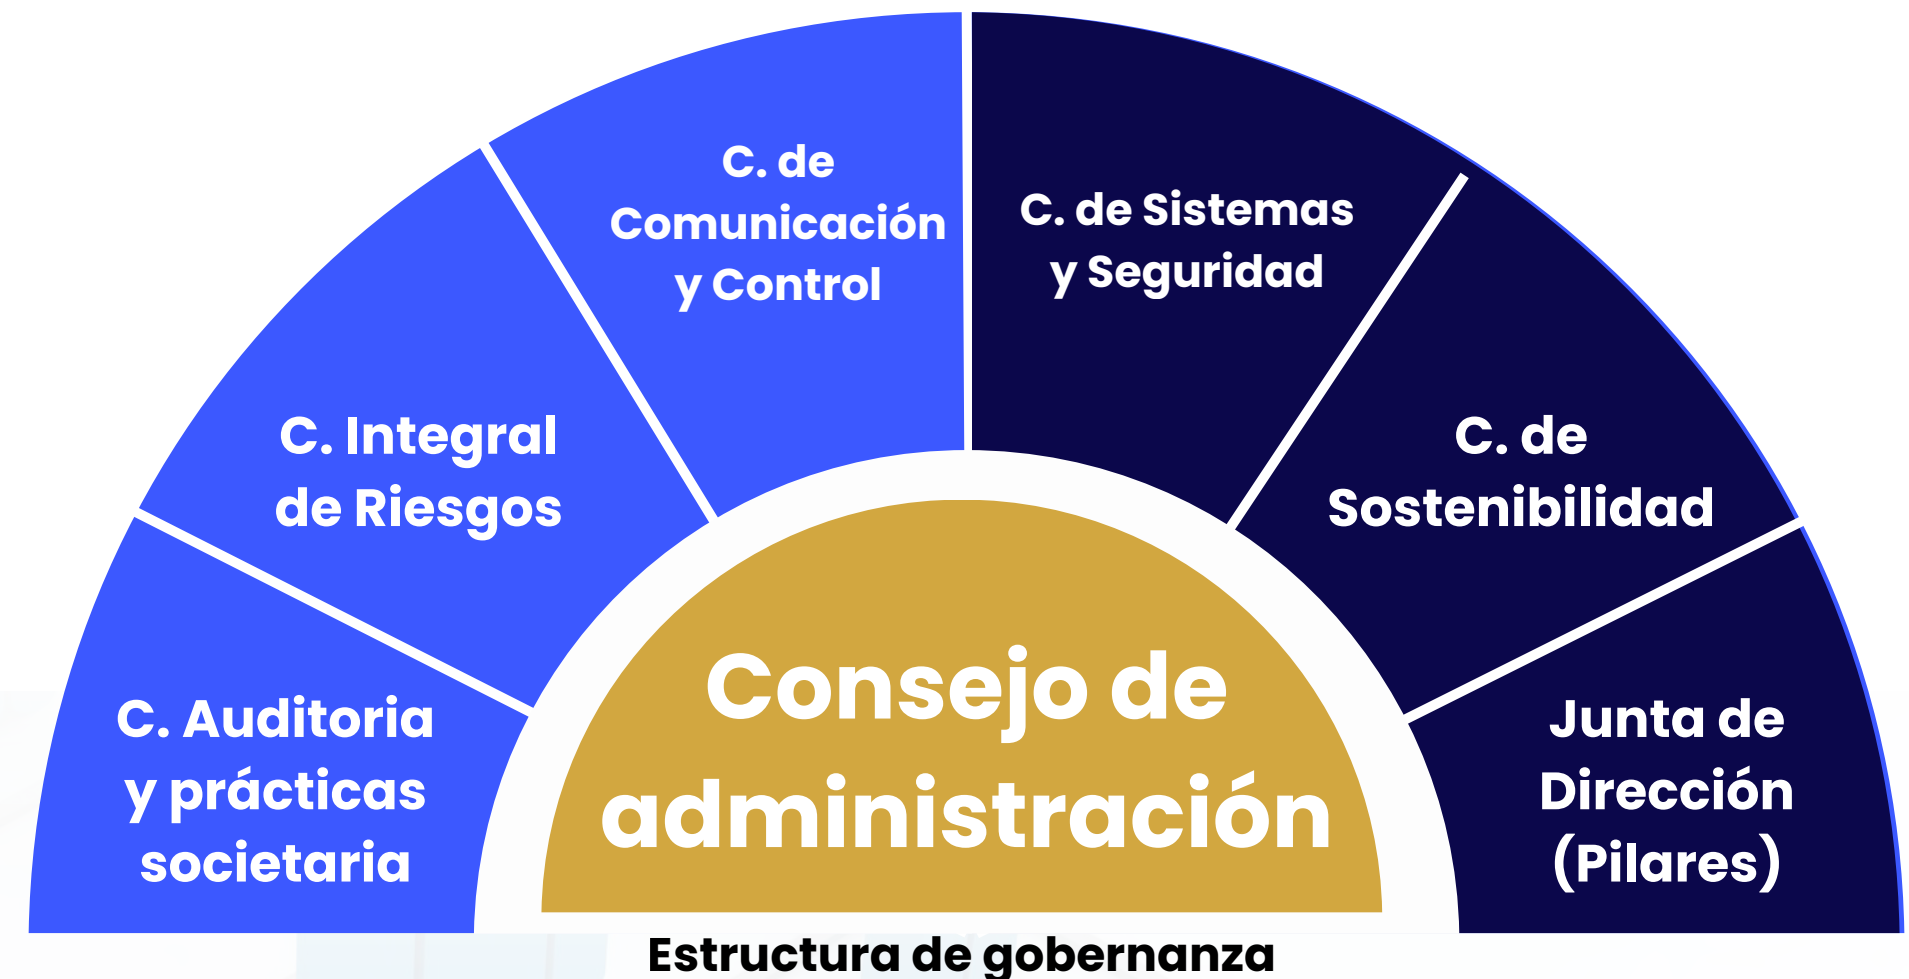 C. de
Comunicación
y Control
C. de Sistemas
y Seguridad
C. Integral
de Riesgos
C. de
Sostenibilidad
C. Auditoria
y prácticas
societaria
Consejo de
administración
Junta de
Dirección
(Pilares)
Estructura de gobernanza